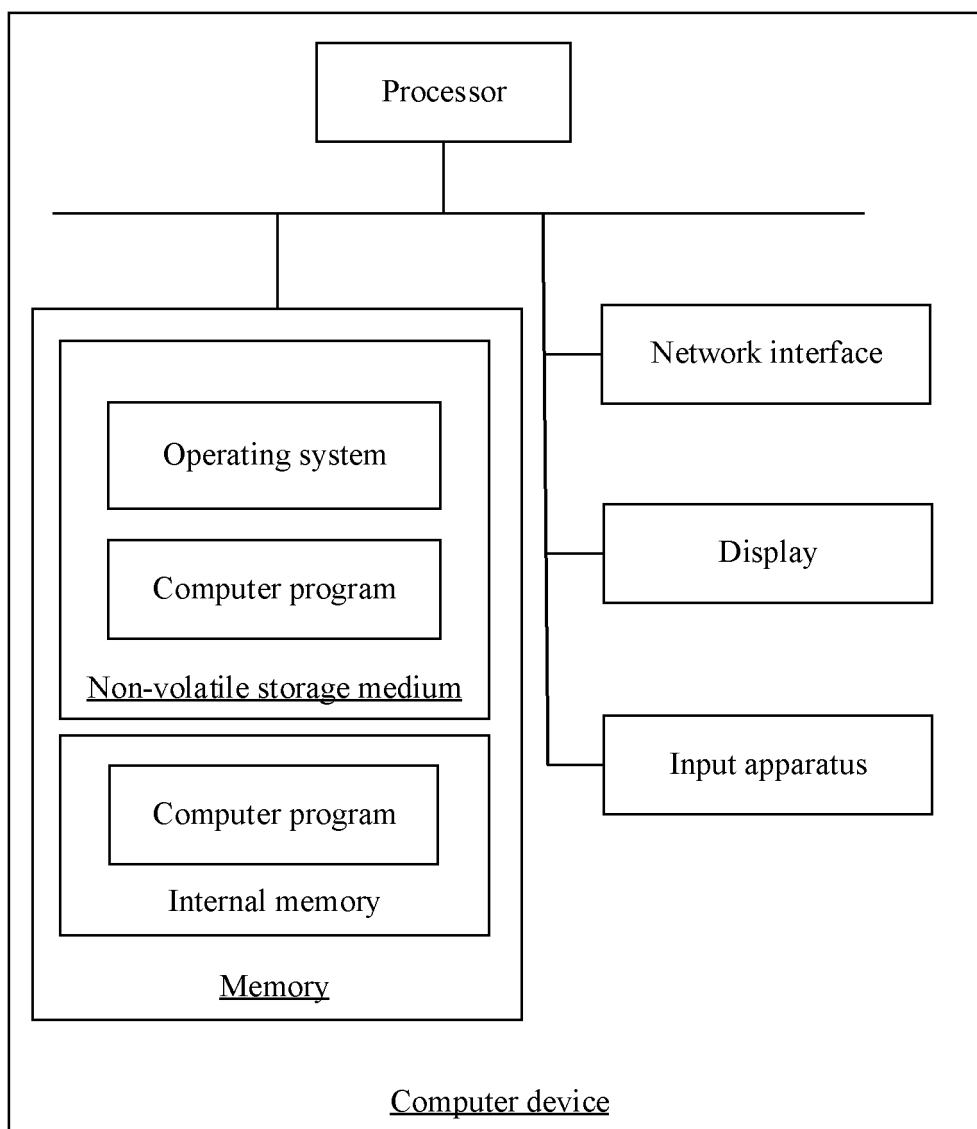 Processor
Network interface
Operating system
Display
Computer program
Non-volatile storage medium
Input apparatus
Computer program
Internal memory
Memory
Computer device